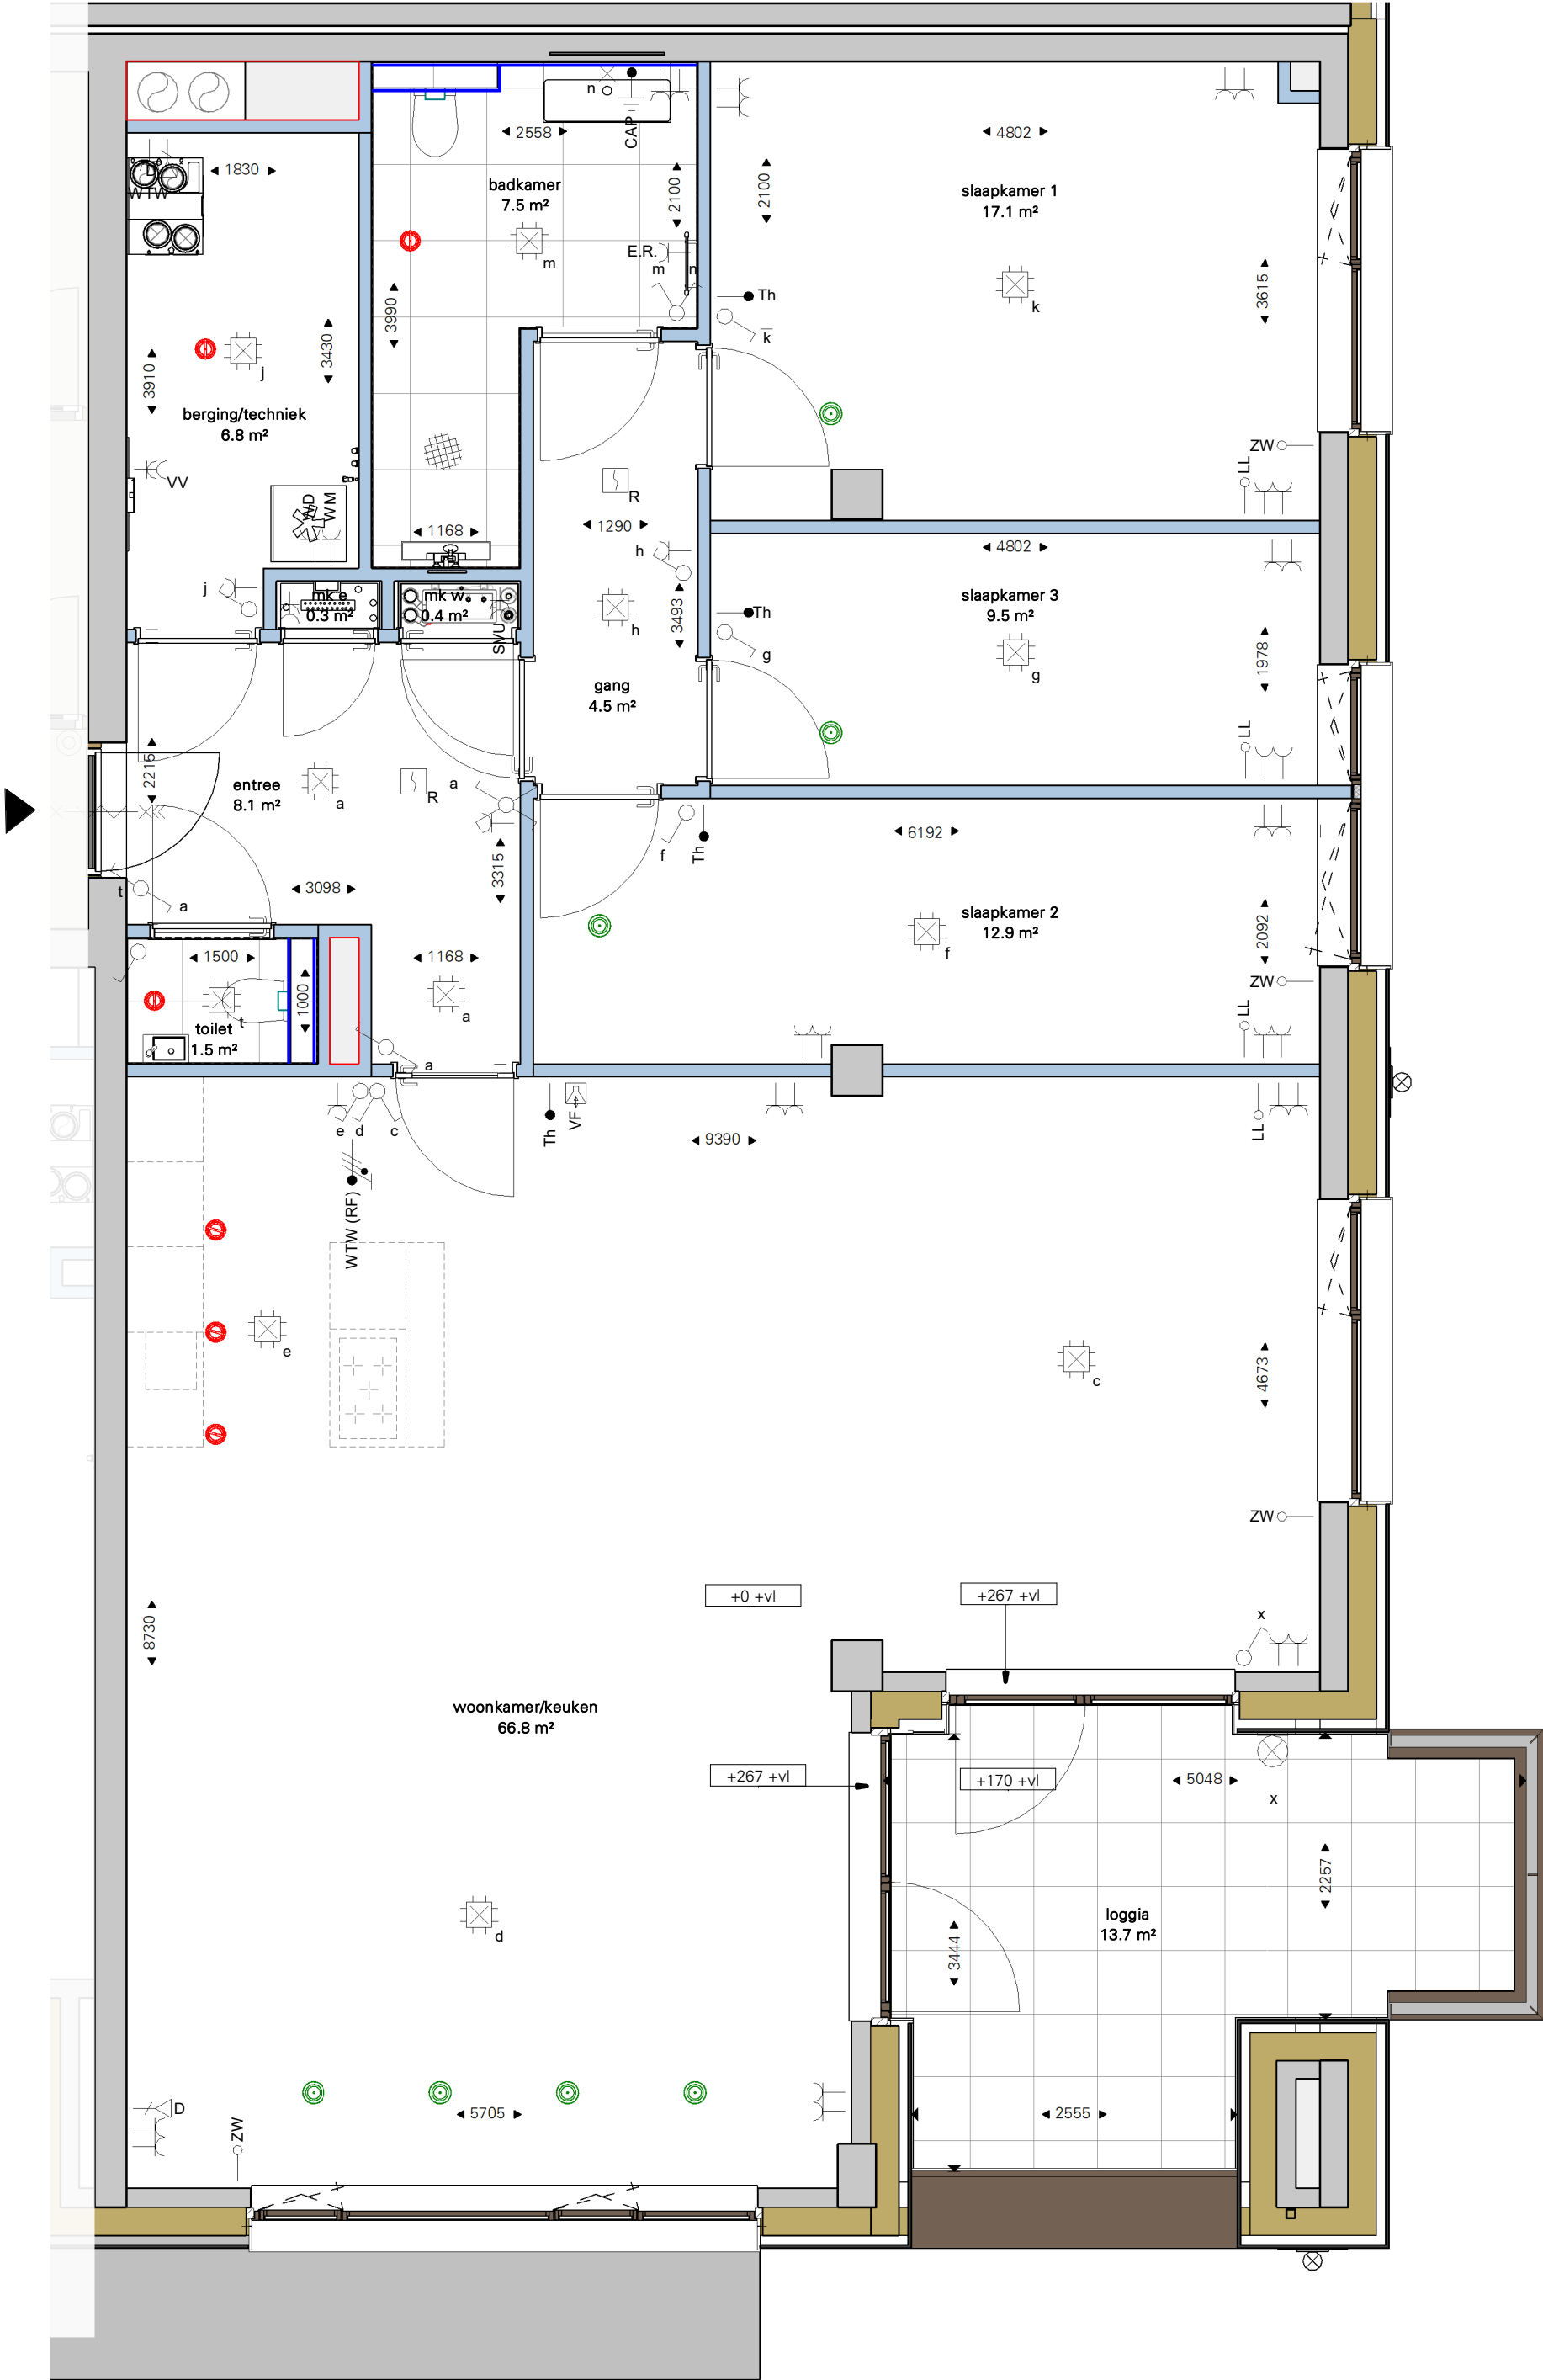 n
CAP
2558
4802
1830
WTW
badkamer
7.5 m²
2100
2100
slaapkamer 1
17.1 m²
E.R.
m
m
n
k
3615
Th
k
3990
3430
3910
j
berging/techniek
6.8 m²
ZW
LL
VV
R
WD
WM
1168
1290
h
4802
j
mk e
0.3 m²
mk w
0.4 m²
SVU
h
3493
Th
g
slaapkamer 3
9.5 m²
g
1978
gang
4.5 m²
LL
2215
entree
8.1 m²
a
R
a
f
Th
6192
3315
t
a
3098
slaapkamer 2
12.9 m²
f
2092
1500
1168
1000
ZW
toilet
1.5 m²
t
a
a
LL
e
d
c
Th
VF
LL
9390
WTW (RF)
e
c
4673
ZW
+0 +vl
+267 +vl
x
8730
woonkamer/keuken
66.8 m²
+267 +vl
+170 +vl
5048
x
2257
loggia
13.7 m²
3444
d
D
ZW
5705
2555